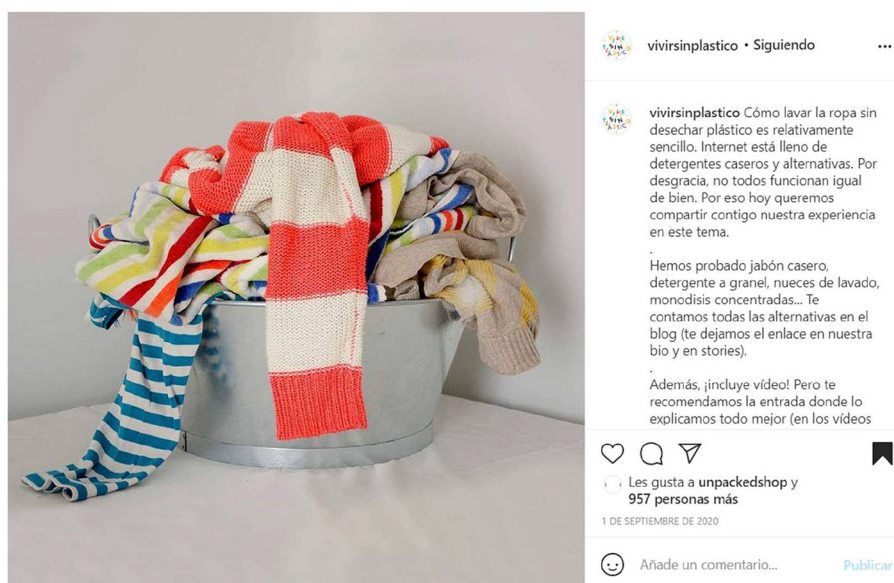 vivirsinplastico • Siguiendo
vivirsinplastico Cómo lavar la ropa sin
desechar plástico es relativamente
sencillo. Internet está lleno de
detergentes caseros y alternativas. Por
desgracia, no todos funcionan igual
de bien. Por eso hoy queremos
compartir contigo nuestra experiencia
en este tema.
.
Hemos probado jabón casero,
detergente a granel, nueces de lavado,
monodisis concentradas... Te
contamos todas las alternativas en el
blog (te dejamos el enlace en nuestra
bio y en stories).
.
Además, ¡incluye vídeo! Pero te
recomendamos la entrada donde lo
explicamos todo mejor (en los vídeos
Les gusta a unpackedshop y
957 personas más
1 DE SEPTIEMBRE DE 2020
Añade un comentario... Publicar